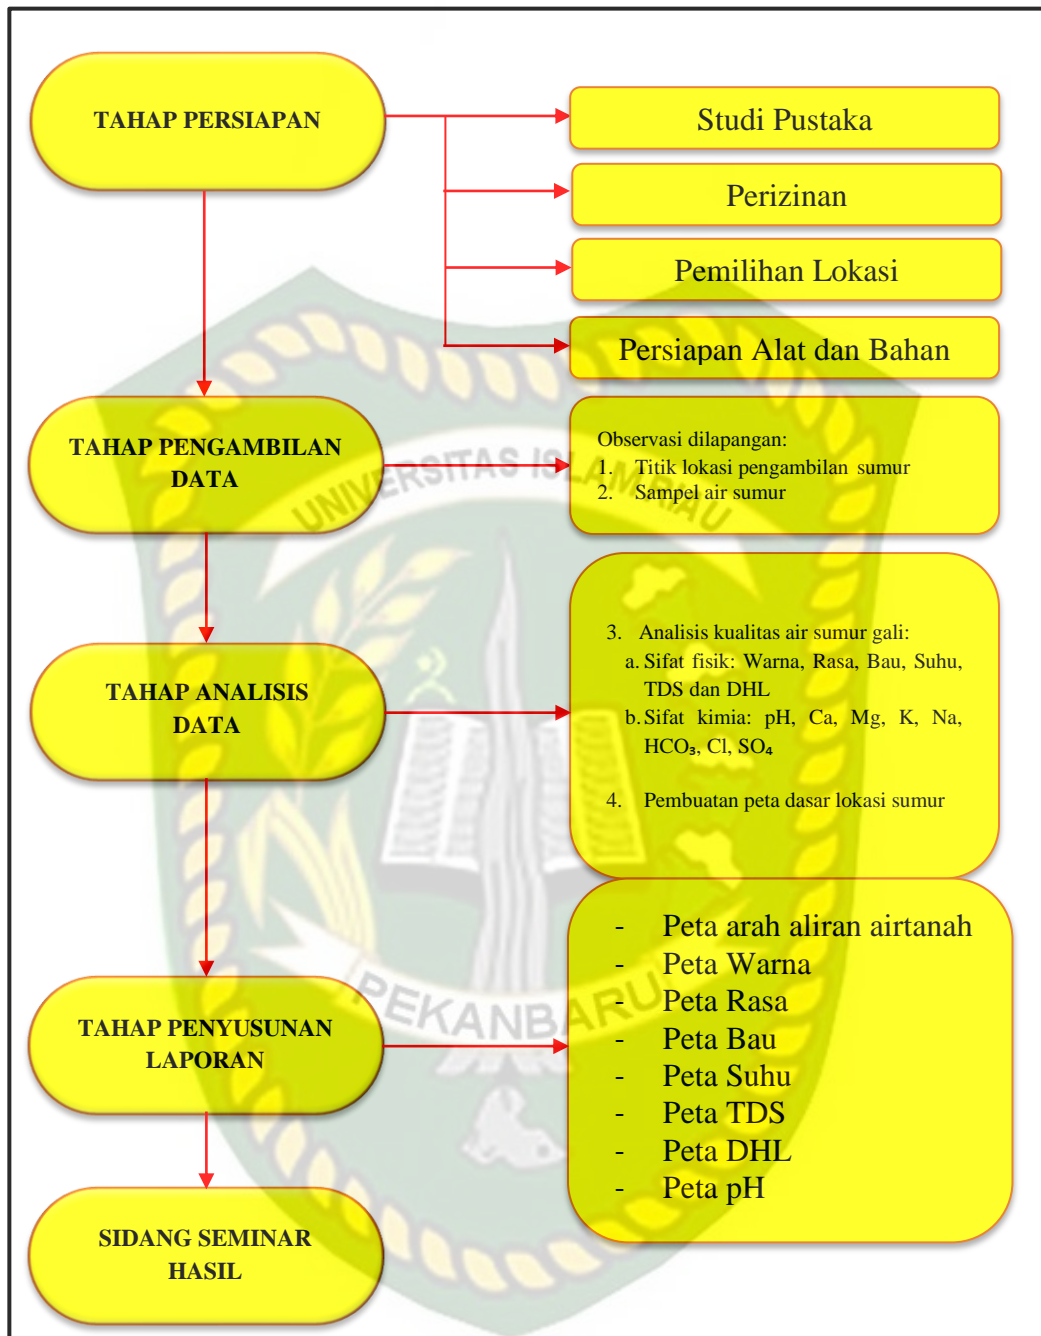 TAHAP PERSIAPAN
Studi Pustaka
Perizinan
Pemilihan Lokasi
Persiapan Alat dan Bahan
TAHAP PENGAMBILAN
DATA
Observasi dilapangan:
1. Titik lokasi pengambilan sumur
2. Sampel air sumur
UNIVERSITAS ISLAM RIAU
TAHAP ANALISIS
DATA
3. Analisis kualitas air sumur gali:
a. Sifat fisik: Warna, Rasa, Bau, Suhu,
TDS dan DHL
b. Sifat kimia: pH, Ca, Mg, K, Na,
HCO₃, Cl, SO₄
4. Pembuatan peta dasar lokasi sumur
TAHAP PENYUSUNAN
LAPORAN
- Peta arah aliran airtanah
- Peta Warna
- Peta Rasa
- Peta Bau
- Peta Suhu
- Peta TDS
- Peta DHL
- Peta pH
PEKANBARU
SIDANG SEMINAR
HASIL